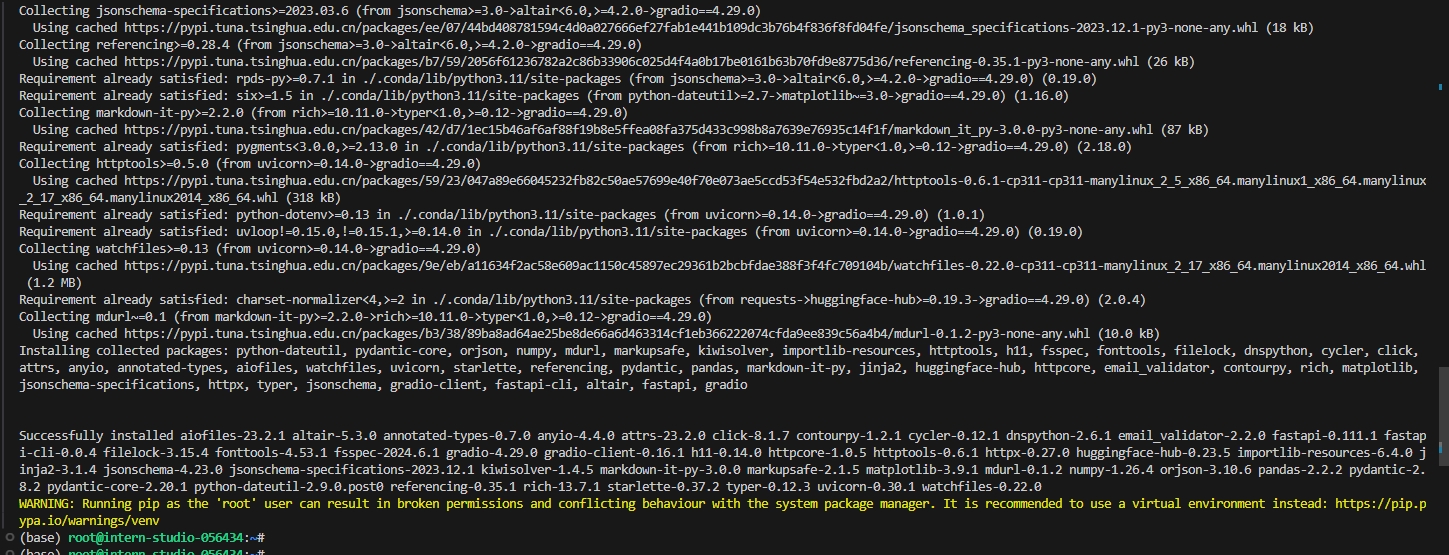 Collecting jsonschema-specifications>=2023.03.6 (from jsonschema>=3.0->altair<6.0,>=4.2.0->gradio==4.29.0)
  Using cached https://pypi.tuna.tsinghua.edu.cn/packages/ee/07/44bd408781594c4d0a027666ef27fab1e441b109dc3b76b4f836f8fd04fe/jsonschema_specifications-2023.12.1-py3-none-any.whl (18 kB)
Collecting referencing>=0.28.4 (from jsonschema>=3.0->altair<6.0,>=4.2.0->gradio==4.29.0)
  Using cached https://pypi.tuna.tsinghua.edu.cn/packages/b7/59/2056f61236782a2c86b33906c025d4f4a0b17be0161b63b70fd9e8775d36/referencing-0.35.1-py3-none-any.whl (26 kB)
Requirement already satisfied: rpds-py>=0.7.1 in ./.conda/lib/python3.11/site-packages (from jsonschema>=3.0->altair<6.0,>=4.2.0->gradio==4.29.0) (0.19.0)
Requirement already satisfied: six>=1.5 in ./.conda/lib/python3.11/site-packages (from python-dateutil>=2.7->matplotlib~=3.0->gradio==4.29.0) (1.16.0)
Collecting markdown-it-py>=2.2.0 (from rich>=10.11.0->typer<1.0,>=0.12->gradio==4.29.0)
  Using cached https://pypi.tuna.tsinghua.edu.cn/packages/42/d7/1ec15b46af6af88f19b8e5ffea08fa375d433c998b8a7639e76935c14f1f/markdown_it_py-3.0.0-py3-none-any.whl (87 kB)
Requirement already satisfied: pygments<3.0.0,>=2.13.0 in ./.conda/lib/python3.11/site-packages (from rich>=10.11.0->typer<1.0,>=0.12->gradio==4.29.0) (2.18.0)
Collecting httptools>=0.5.0 (from uvicorn>=0.14.0->gradio==4.29.0)
  Using cached https://pypi.tuna.tsinghua.edu.cn/packages/59/23/047a89e66045232fb82c50ae57699e40f70e073ae5ccd53f54e532fbd2a2/httptools-0.6.1-cp311-cp311-manylinux_2_5_x86_64.manylinux1_x86_64.manylinux
_2_17_x86_64.manylinux2014_x86_64.whl (318 kB)
Requirement already satisfied: python-dotenv>=0.13 in ./.conda/lib/python3.11/site-packages (from uvicorn>=0.14.0->gradio==4.29.0) (1.0.1)
Requirement already satisfied: uvloop!=0.15.0,!=0.15.1,>=0.14.0 in ./.conda/lib/python3.11/site-packages (from uvicorn>=0.14.0->gradio==4.29.0) (0.19.0)
Collecting watchfiles>=0.13 (from uvicorn>=0.14.0->gradio==4.29.0)
  Using cached https://pypi.tuna.tsinghua.edu.cn/packages/9e/eb/a11634f2ac58e609ac1150c45897ec29361b2bcbfdae388f3f4fc709104b/watchfiles-0.22.0-cp311-cp311-manylinux_2_17_x86_64.manylinux2014_x86_64.whl
 (1.2 MB)
Requirement already satisfied: charset-normalizer<4,>=2 in ./.conda/lib/python3.11/site-packages (from requests->huggingface-hub>=0.19.3->gradio==4.29.0) (2.0.4)
Collecting mdurl~=0.1 (from markdown-it-py>=2.2.0->rich>=10.11.0->typer<1.0,>=0.12->gradio==4.29.0)
  Using cached https://pypi.tuna.tsinghua.edu.cn/packages/b3/38/89ba8ad64ae25be8de66a6d463314cf1eb366222074cfda9ee839c56a4b4/mdurl-0.1.2-py3-none-any.whl (10.0 kB)
Installing collected packages: python-dateutil, pydantic-core, orjson, numpy, mdurl, markupsafe, kiwisolver, importlib-resources, httptools, h11, fsspec, fonttools, filelock, dnspython, cycler, click,
attrs, anyio, annotated-types, aiofiles, watchfiles, uvicorn, starlette, referencing, pydantic, pandas, markdown-it-py, jinja2, huggingface-hub, httpcore, email_validator, contourpy, rich, matplotlib,
jsonschema-specifications, httpx, typer, jsonschema, gradio-client, fastapi-cli, altair, fastapi, gradio
Successfully installed aiofiles-23.2.1 altair-5.3.0 annotated-types-0.7.0 anyio-4.4.0 attrs-23.2.0 click-8.1.7 contourpy-1.2.1 cycler-0.12.1 dnspython-2.6.1 email_validator-2.2.0 fastapi-0.111.1 fastap
i-cli-0.0.4 filelock-3.15.4 fonttools-4.53.1 fsspec-2024.6.1 gradio-4.29.0 gradio-client-0.16.1 h11-0.14.0 httpcore-1.0.5 httptools-0.6.1 httpx-0.27.0 huggingface-hub-0.23.5 importlib-resources-6.4.0 j
inja2-3.1.4 jsonschema-4.23.0 jsonschema-specifications-2023.12.1 kiwisolver-1.4.5 markdown-it-py-3.0.0 markupsafe-2.1.5 matplotlib-3.9.1 mdurl-0.1.2 numpy-1.26.4 orjson-3.10.6 pandas-2.2.2 pydantic-2.
8.2 pydantic-core-2.20.1 python-dateutil-2.9.0.post0 referencing-0.35.1 rich-13.7.1 starlette-0.37.2 typer-0.12.3 uvicorn-0.30.1 watchfiles-0.22.0
WARNING: Running pip as the 'root' user can result in broken permissions and conflicting behaviour with the system package manager. It is recommended to use a virtual environment instead: https://pip.p
ypa.io/warnings/venv
(base) root@intern-studio-056434:~#
(base) root@intern-studio-056434:~#